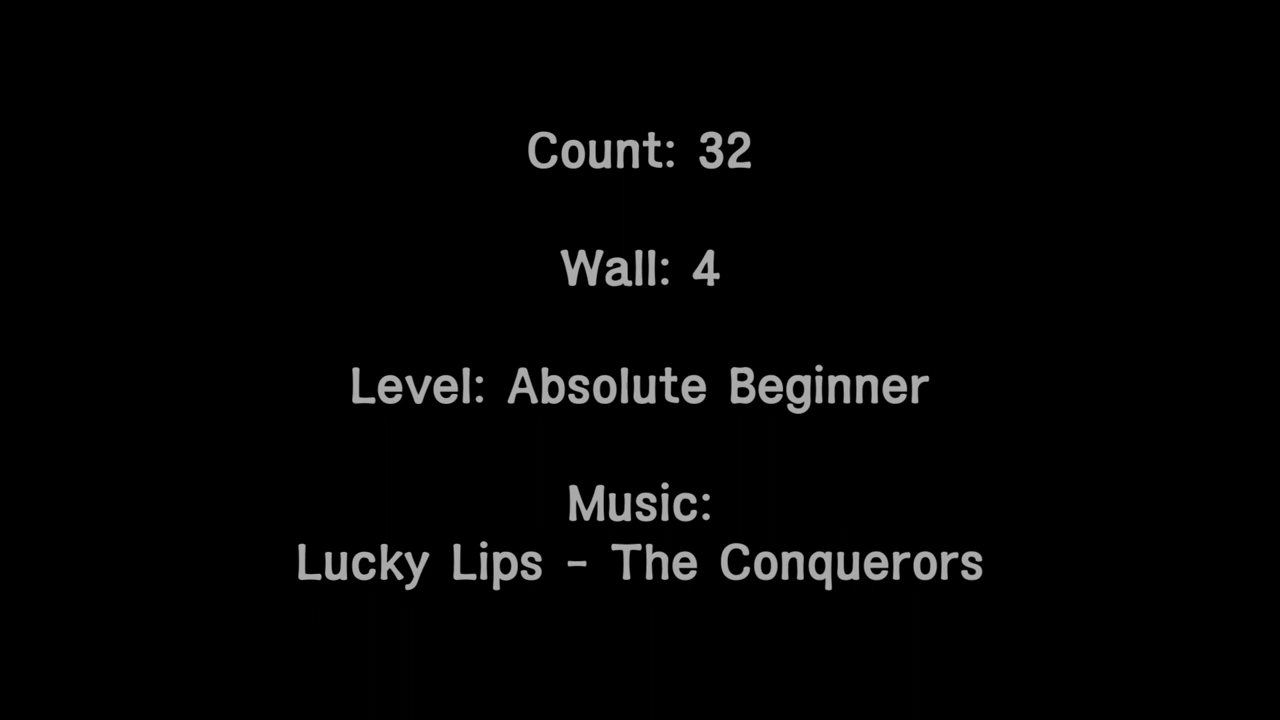 Count: 32
Wall: 4
Level: Absolute Beginner
Music:
Lucky Lips - The Conquerors